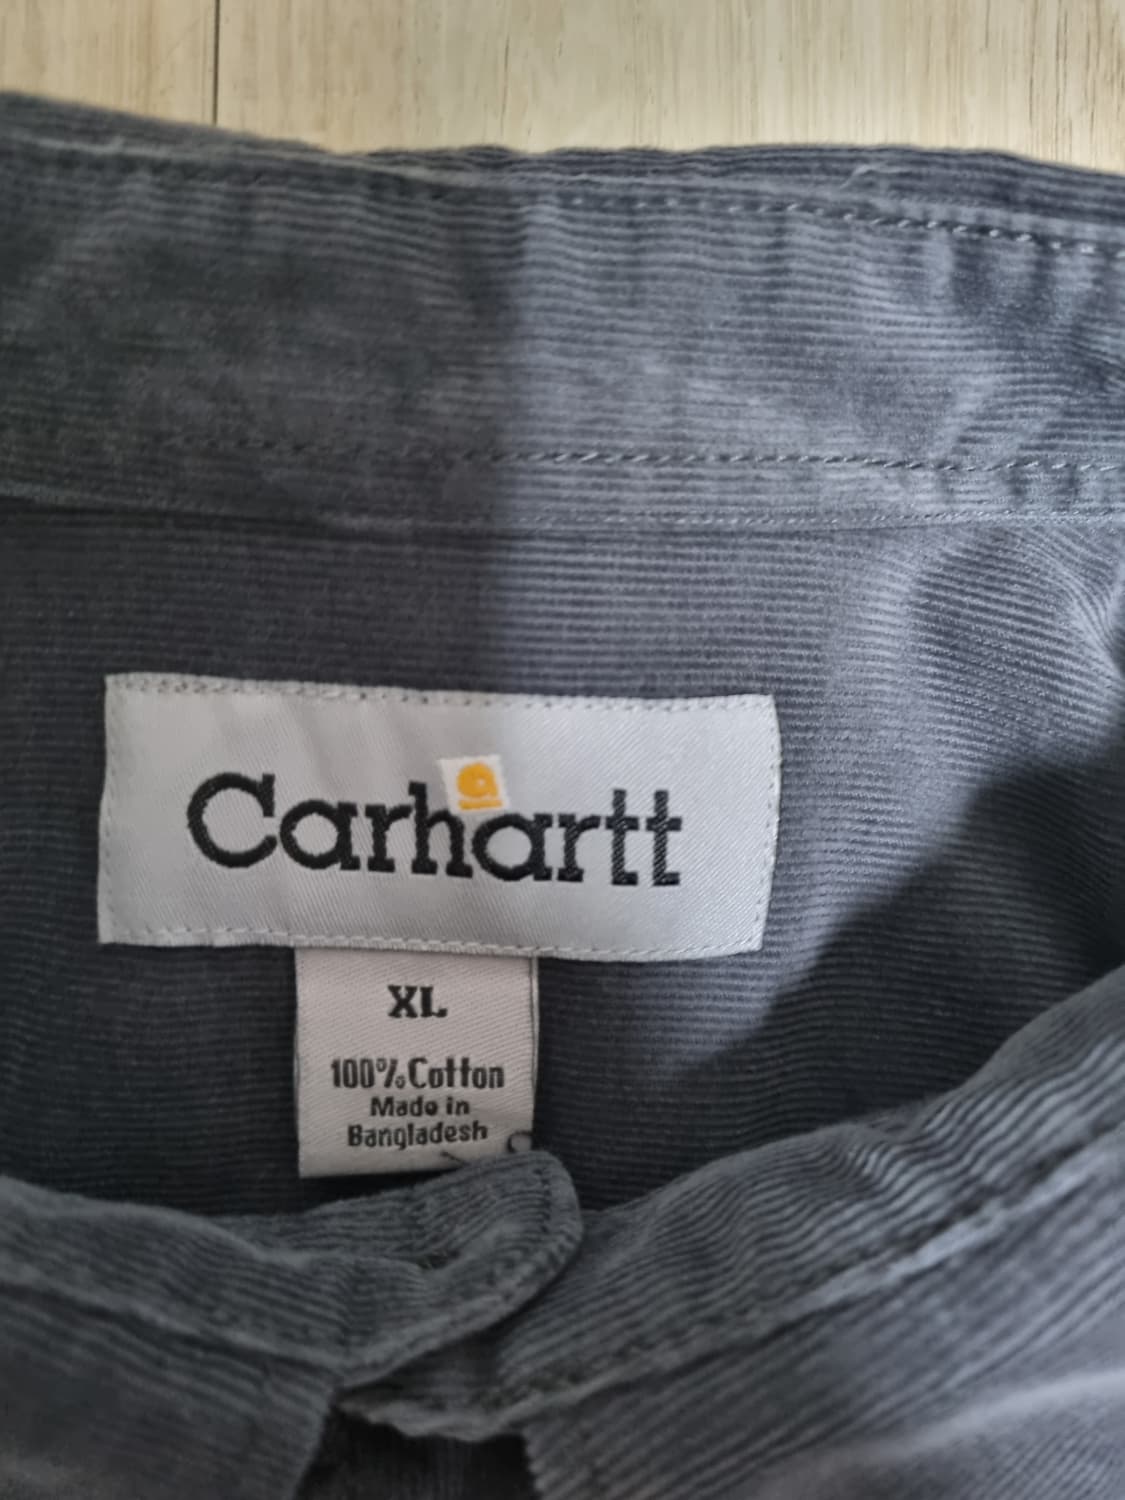 Carhartt
XL
100% Cotton
Made in
Bangladesh